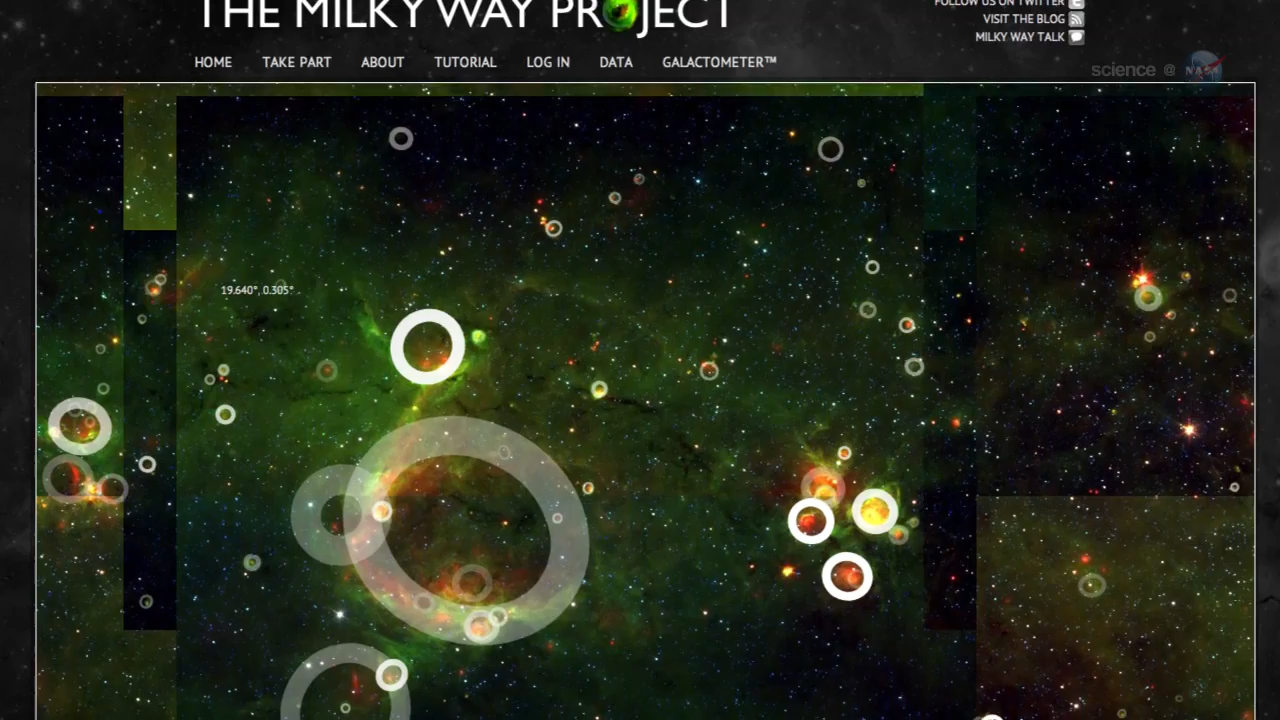 THE MILKY WAY PROJECT
FOLLOW US ON TWITTER
VISIT THE BLOG
MILKY WAY TALK
HOME TAKE PART ABOUT TUTORIAL LOG IN DATA GALACTOMETER™
science @ NASA
19.640°, 0.305°